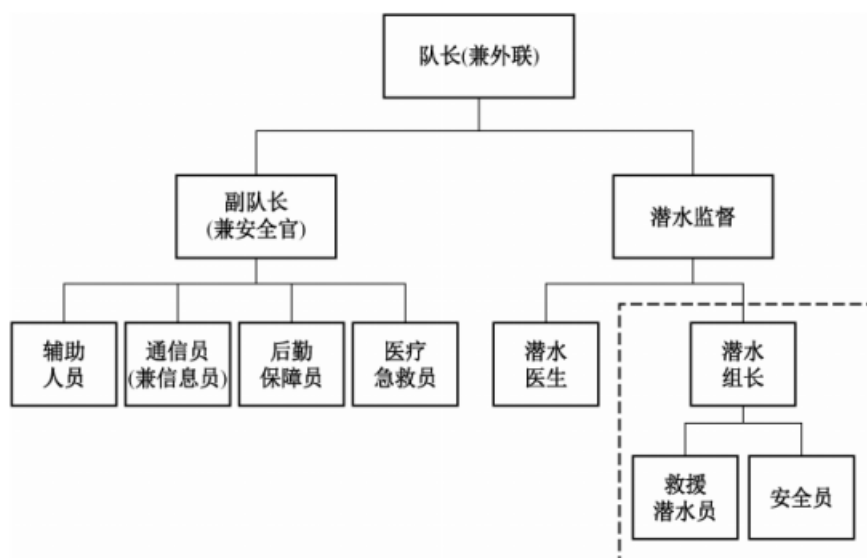 队长(兼外联)
副队长
(兼安全官)
潜水监督
辅助
人员
通信员
(兼信息员)
后勤
保障员
医疗
急救员
潜水
医生
潜水
组长
救援
潜水员
安全员